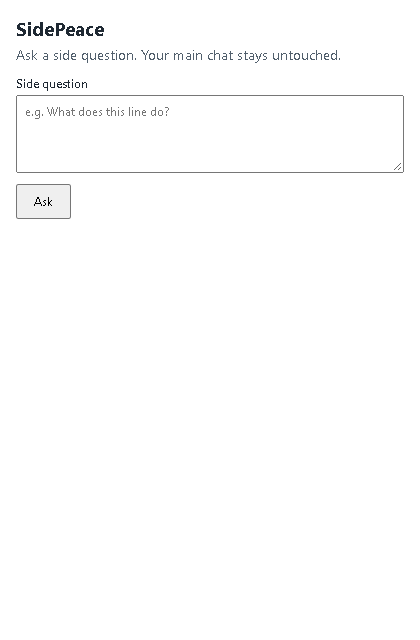 SidePeace
Ask a side question. Your main chat stays untouched.
Side question
e.g. What does this line do?
Ask